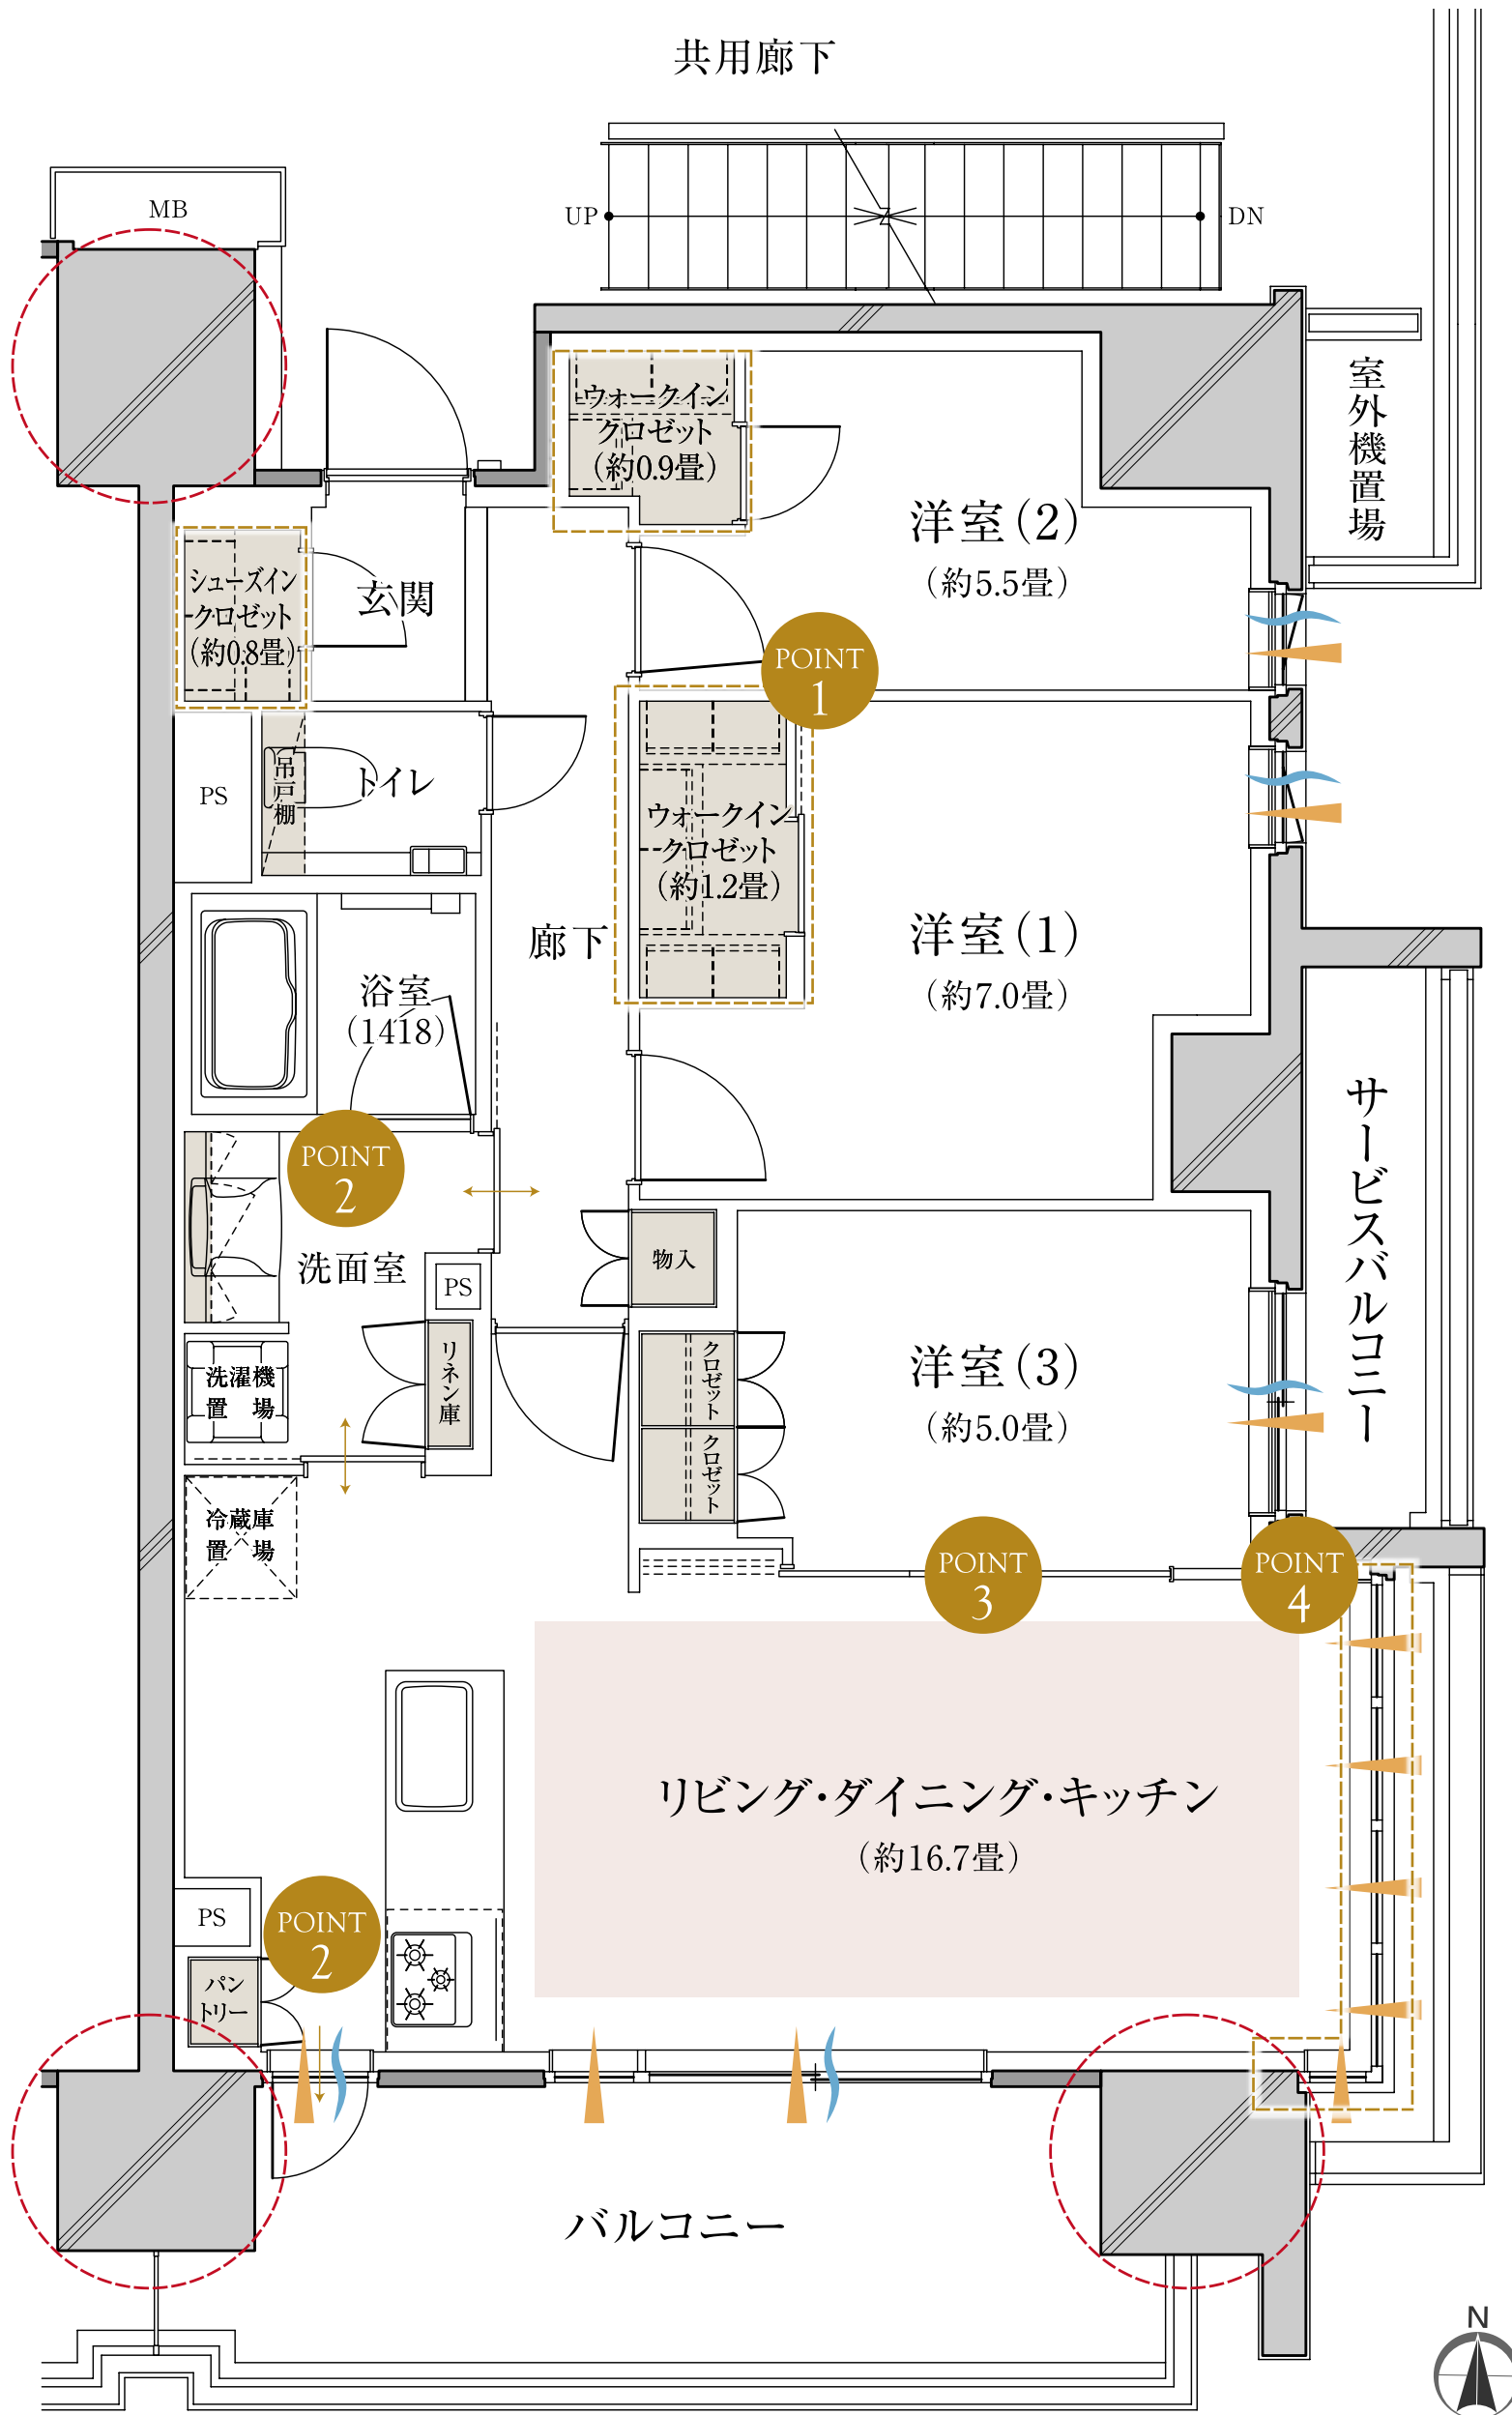 共用廊下
MB
UP
DN
室外機置場
ウォークイン
クロゼット
（約0.9畳）
洋室（2）
（約5.5畳）
シューズイン
クロゼット
（約0.8畳）
玄関
POINT
1
PS
吊戸棚
トイレ
ウォークイン
クロゼット
（約1.2畳）
廊下
洋室（1）
（約7.0畳）
浴室
（1418）
サービスバルコニー
POINT
2
洗面室
PS
物入
洗濯機
置場
リネン庫
クロゼット
クロゼット
洋室（3）
（約5.0畳）
冷蔵庫
置場
POINT
3
POINT
4
リビング・ダイニング・キッチン
（約16.7畳）
PS
POINT
2
パン
トリー
バルコニー
N